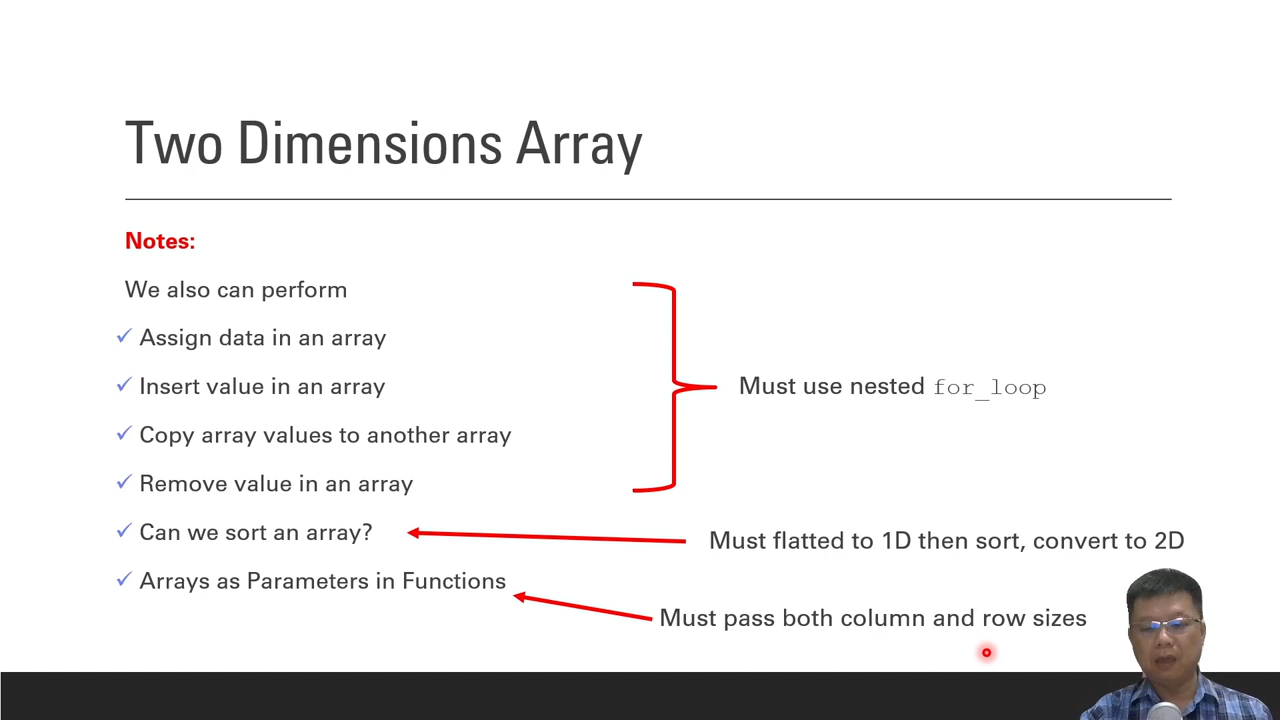 Two Dimensions Array
Notes:
We also can perform
✓ Assign data in an array
✓ Insert value in an array
✓ Copy array values to another array
✓ Remove value in an array
Must use nested for_loop
✓ Can we sort an array?
Must flatted to 1D then sort, convert to 2D
✓ Arrays as Parameters in Functions
Must pass both column and row sizes